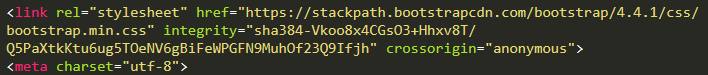 <link rel="stylesheet" href="https://stackpath.bootstrapcdn.com/bootstrap/4.4.1/css/
bootstrap.min.css" integrity="sha384-Vkoo8x4CGsO3+Hhxv8T/
Q5PaXtkKtu6ug5TOeNV6gBiFeWPGFN9MuhOf23Q9Ifjh" crossorigin="anonymous">
<meta charset="utf-8">